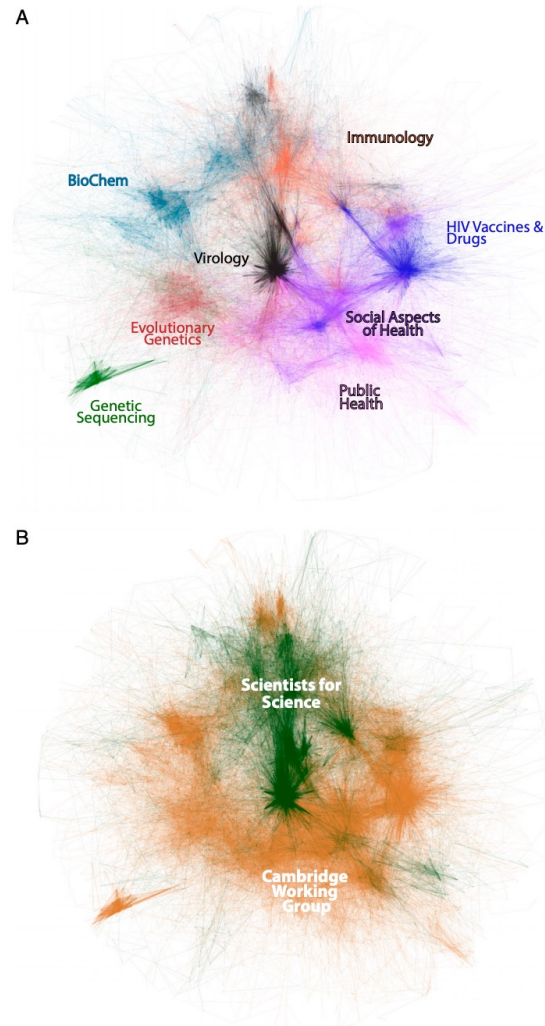 A
Immunology
BioChem
HIV Vaccines &
Drugs
Virology
Social Aspects
of Health
Evolutionary
Genetics
Public
Health
Genetic
Sequencing
B
Scientists for
Science
Cambridge
Working
Group